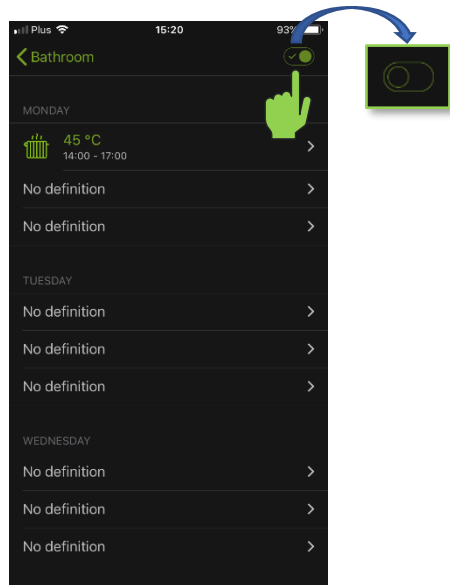 Plus 15:20 93%
Bathroom
MONDAY
45 °C
14:00 - 17:00
No definition
No definition
TUESDAY
No definition
No definition
No definition
WEDNESDAY
No definition
No definition
No definition